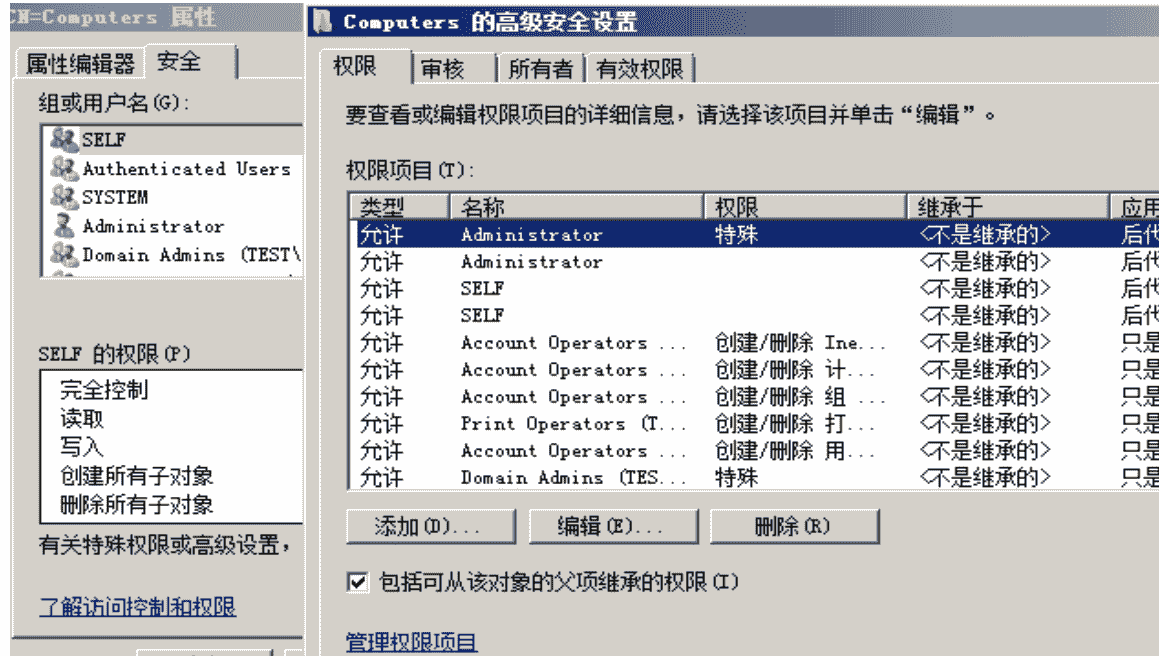 CN=Computers 属性
属性编辑器 安全
组或用户名(G):
SELF
Authenticated Users
SYSTEM
Administrator
Domain Admins (TEST\
SELF 的权限(P)
完全控制
读取
写入
创建所有子对象
删除所有子对象
有关特殊权限或高级设置，
了解访问控制和权限
Computers 的高级安全设置
权限 审核 所有者 有效权限
要查看或编辑权限项目的详细信息，请选择该项目并单击“编辑”。
权限项目(T):
类型 名称 权限 继承于 应用
允许 Administrator 特殊 <不是继承的> 后代
允许 Administrator <不是继承的> 后代
允许 SELF <不是继承的> 后代
允许 SELF <不是继承的> 后代
允许 Account Operators ... 创建/删除 Ine... <不是继承的> 只是
允许 Account Operators ... 创建/删除 计... <不是继承的> 只是
允许 Account Operators ... 创建/删除 组 ... <不是继承的> 只是
允许 Print Operators (T... 创建/删除 打... <不是继承的> 只是
允许 Account Operators ... 创建/删除 用... <不是继承的> 只是
允许 Domain Admins (TES... 特殊 <不是继承的> 只是
添加(D)... 编辑(E)... 删除(R)
包括可从该对象的父项继承的权限(I)
管理权限项目